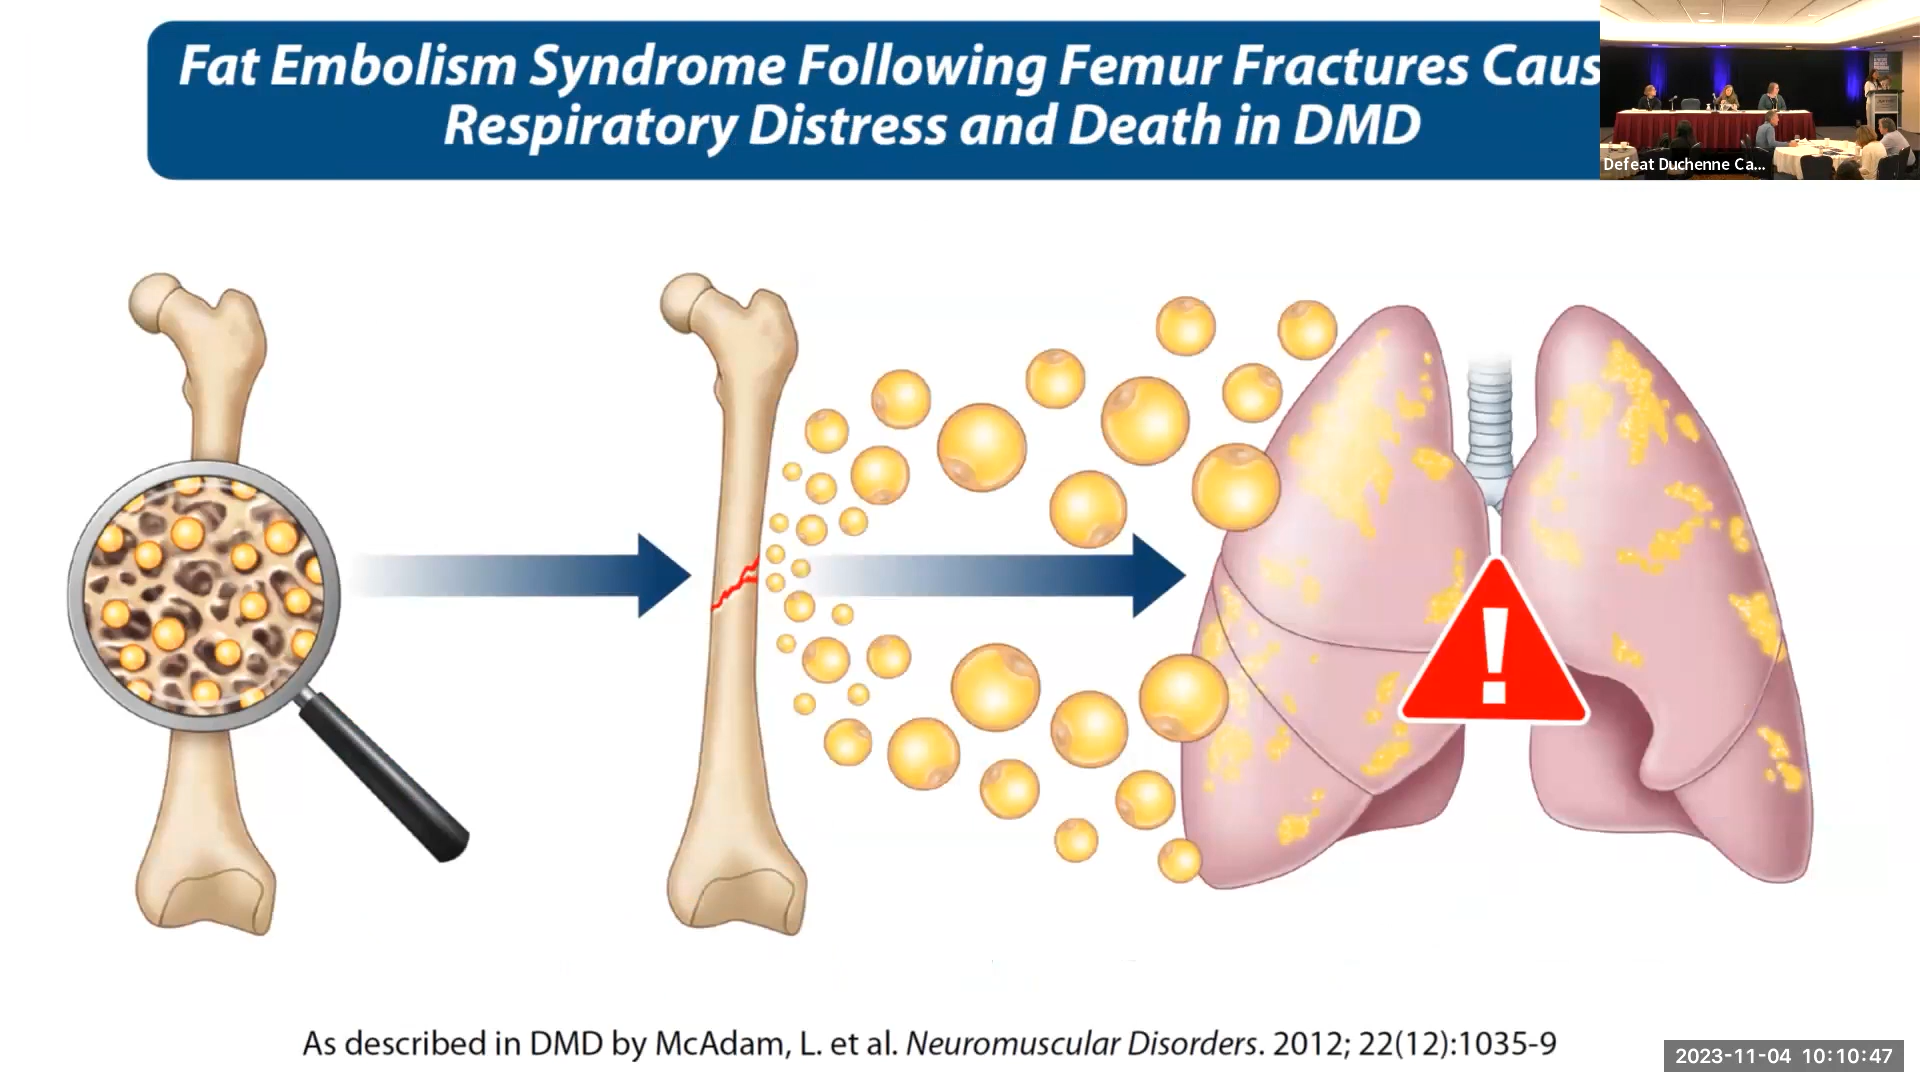 Fat Embolism Syndrome Following Femur Fractures Caus
Respiratory Distress and Death in DMD
Defeat Duchenne Ca...
As described in DMD by McAdam, L. et al. Neuromuscular Disorders. 2012; 22(12):1035-9
2023-11-04 10:10:47